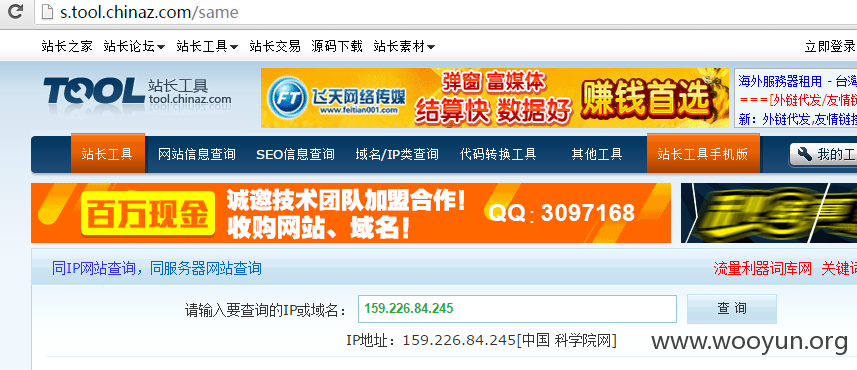 s.tool.chinaz.com/same
站长之家 站长论坛 站长工具 站长交易 源码下载 站长素材 立即登录
TOOL 站长工具
tool.chinaz.com
FT 飞天网络传媒
www.feitian001.com
弹窗 富媒体
结算快 数据好
赚钱首选
海外服務器租用 - 台灣
===[外链代发/友情链
新：外链代发,友情链接
站长工具 网站信息查询 SEO信息查询 域名/IP类查询 代码转换工具 其他工具 站长工具手机版 我的工
百万现金
诚邀技术团队加盟合作!
收购网站、域名!
QQ：3097168
同IP网站查询，同服务器网站查询 流量利器词库网 关键词
请输入要查询的IP或域名： 159.226.84.245 查 询
IP地址：159.226.84.245[中国 科学院网]
www.wooyun.org